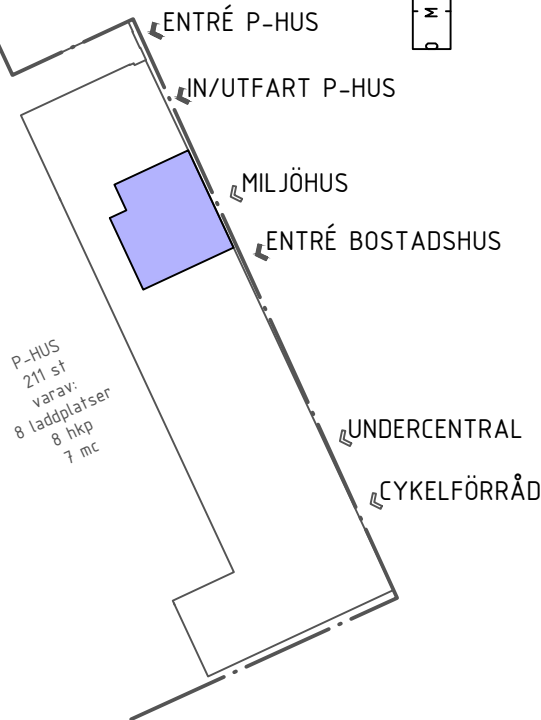 ENTRÉ P-HUS
IN/UTFART P-HUS
MILJÖHUS
ENTRÉ BOSTADSHUS
P-HUS
211 st
varav:
8 laddplatser
8 hkp
7 mc
UNDERCENTRAL
CYKELFÖRRÅD